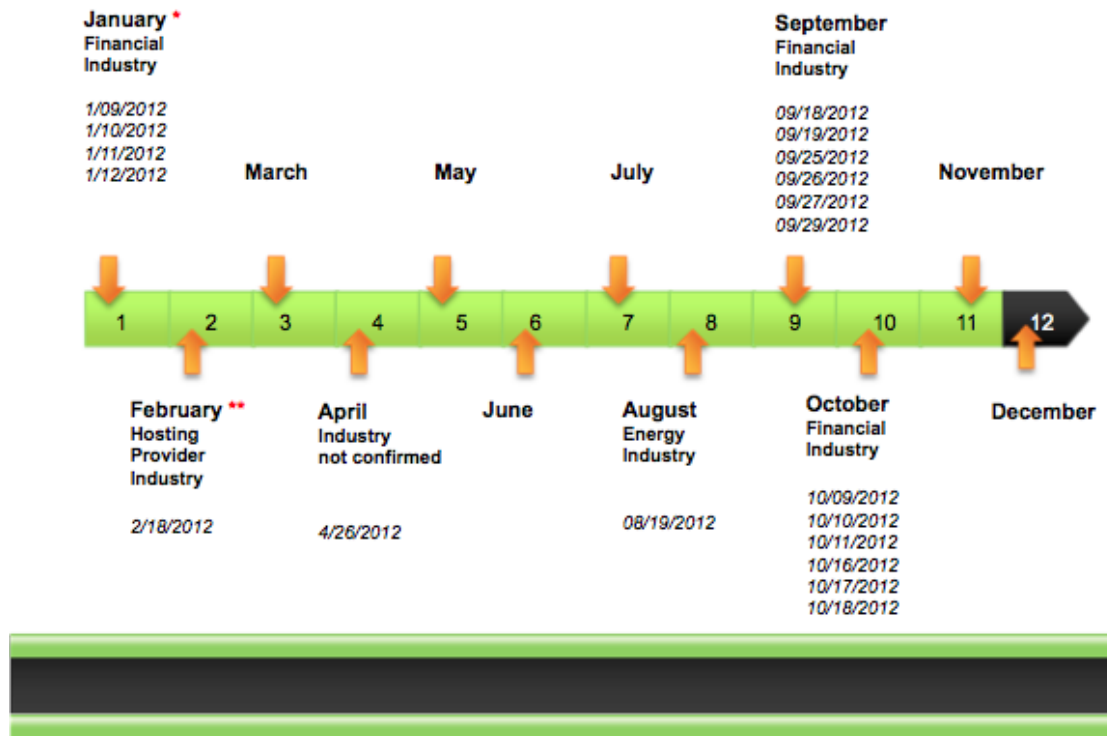 January *
Financial
Industry
1/09/2012
1/10/2012
1/11/2012
1/12/2012
March
May
July
September
Financial
Industry
09/18/2012
09/19/2012
09/25/2012
09/26/2012
09/27/2012
09/29/2012
November
1 2 3 4 5 6 7 8 9 10 11 12
February **
Hosting
Provider
Industry
2/18/2012
April
Industry
not confirmed
4/26/2012
June
August
Energy
Industry
08/19/2012
October
Financial
Industry
10/09/2012
10/10/2012
10/11/2012
10/16/2012
10/17/2012
10/18/2012
December